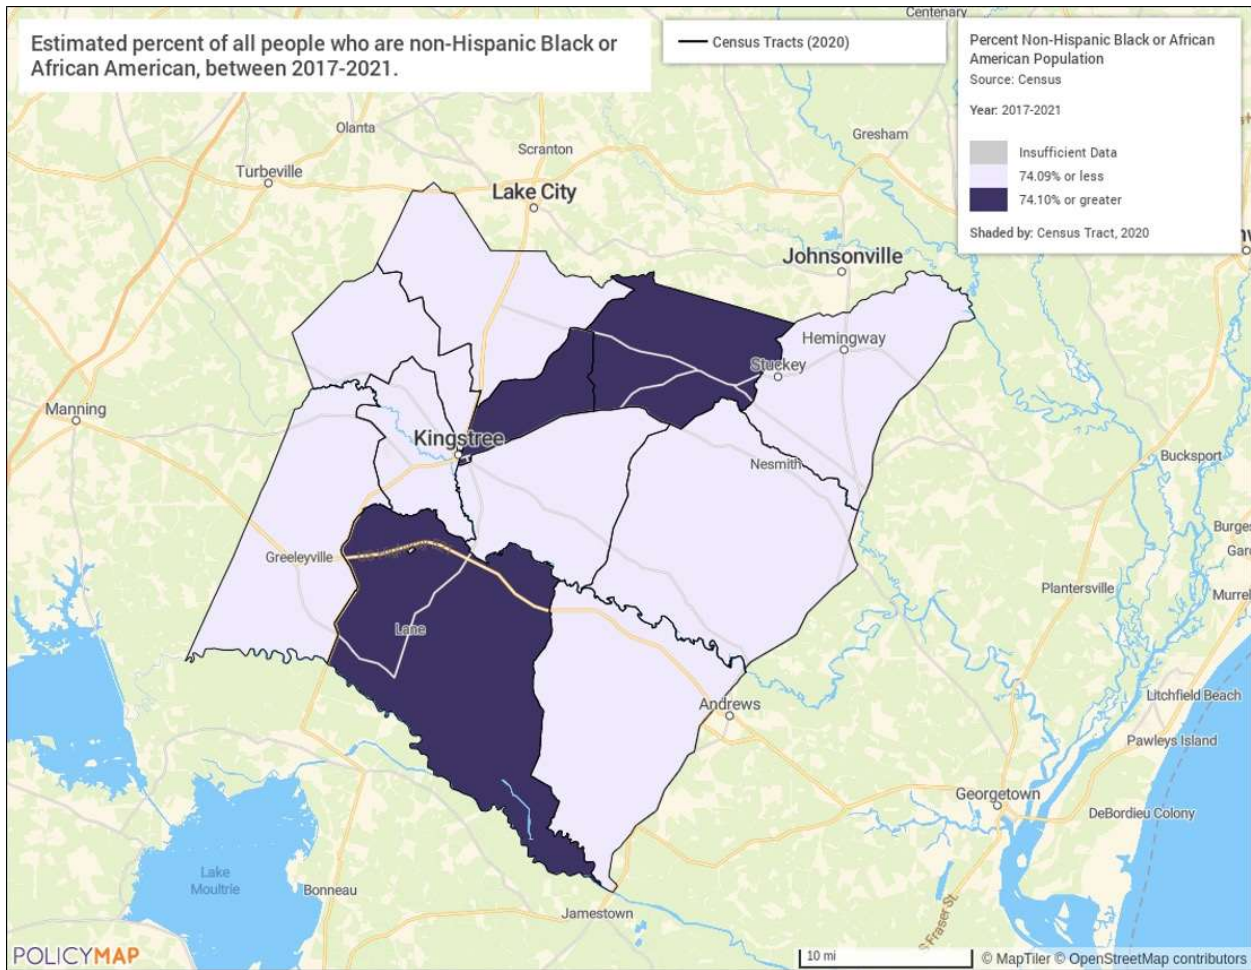 Estimated percent of all people who are non-Hispanic Black or
African American, between 2017-2021.
Census Tracts (2020)
Percent Non-Hispanic Black or African
American Population
Source: Census
Year: 2017-2021
Insufficient Data
74.09% or less
74.10% or greater
Shaded by: Census Tract, 2020
Centenary
Olanta
Gresham
Scranton
Turbeville
Lake City
Johnsonville
Hemingway
Stuckey
Manning
Kingstree
Nesmith
Bucksport
Greeleyville
Plantersville
Lane
Litchfield Beach
Andrews
Pawleys Island
Georgetown
DeBordieu Colony
Lake
Moultrie
Bonneau
Jamestown
S Fraser St.
POLICYMAP
10 mi
© MapTiler © OpenStreetMap contributors